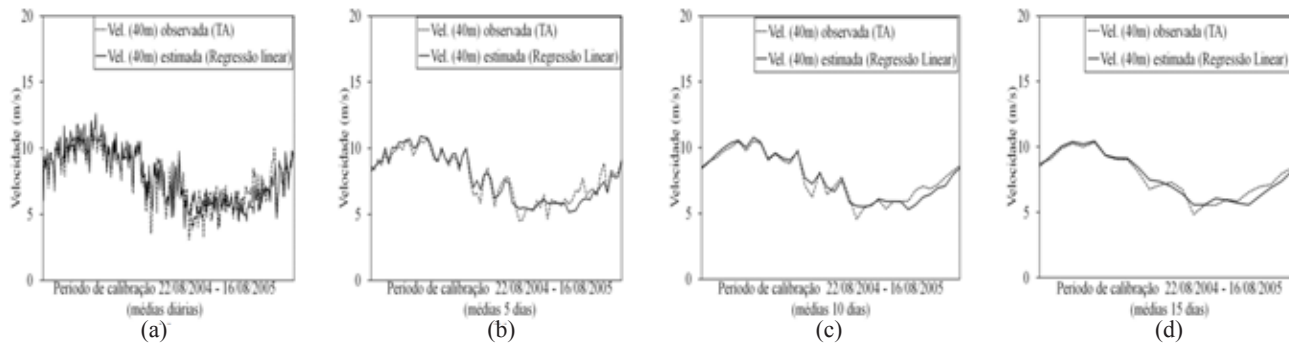 20
15
10
5
0
Velocidade (m/s)
Vel. (40m) observada (TA)
Vel. (40m) estimada (Regressão linear)
Periodo de calibração 22/08/2004 - 16/08/2005
(médias diárias)
(a)
20
15
10
5
0
Velocidade (m/s)
Vel. (40m) observada (TA)
Vel. (40m) estimada (Regressão Linear)
Periodo de calibração 22/08/2004 - 16/08/2005
(médias 5 dias)
(b)
20
15
10
5
0
Velocidade (m/s)
Vel. (40m) observada (TA)
Vel. (40m) estimada (Regressão Linear)
Periodo de calibração 22/08/2004 - 16/08/2005
(médias 10 dias)
(c)
20
15
10
5
0
Velocidade (m/s)
Vel. (40m) observada (TA)
Vel. (40m) estimada (Regressão Linear)
Periodo de calibração 22/08/2004 - 16/08/2005
(médias 15 dias)
(d)